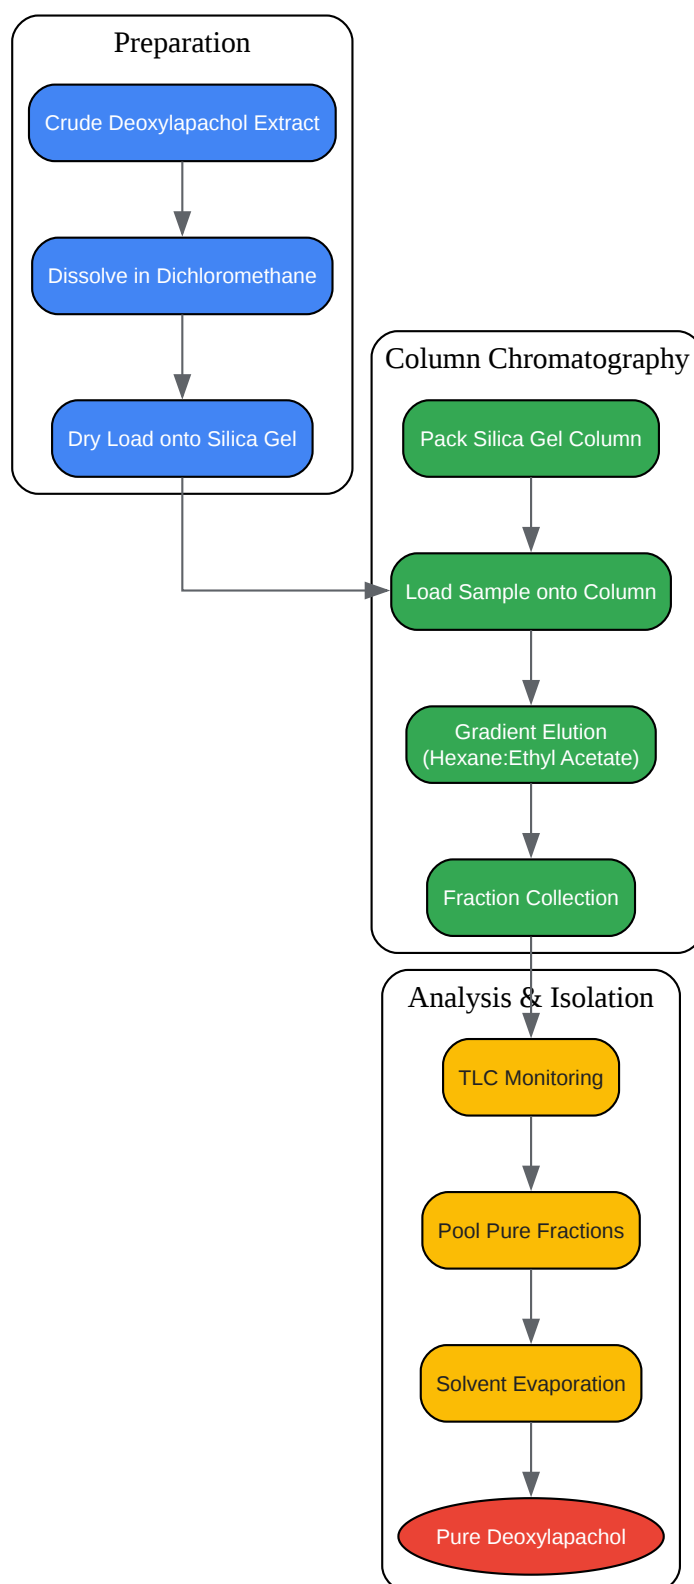 Preparation
Crude Deoxylapachol Extract
Dissolve in Dichloromethane
Dry Load onto Silica Gel
Column Chromatography
Pack Silica Gel Column
Load Sample onto Column
Gradient Elution
(Hexane:Ethyl Acetate)
Fraction Collection
Analysis & Isolation
TLC Monitoring
Pool Pure Fractions
Solvent Evaporation
Pure Deoxylapachol